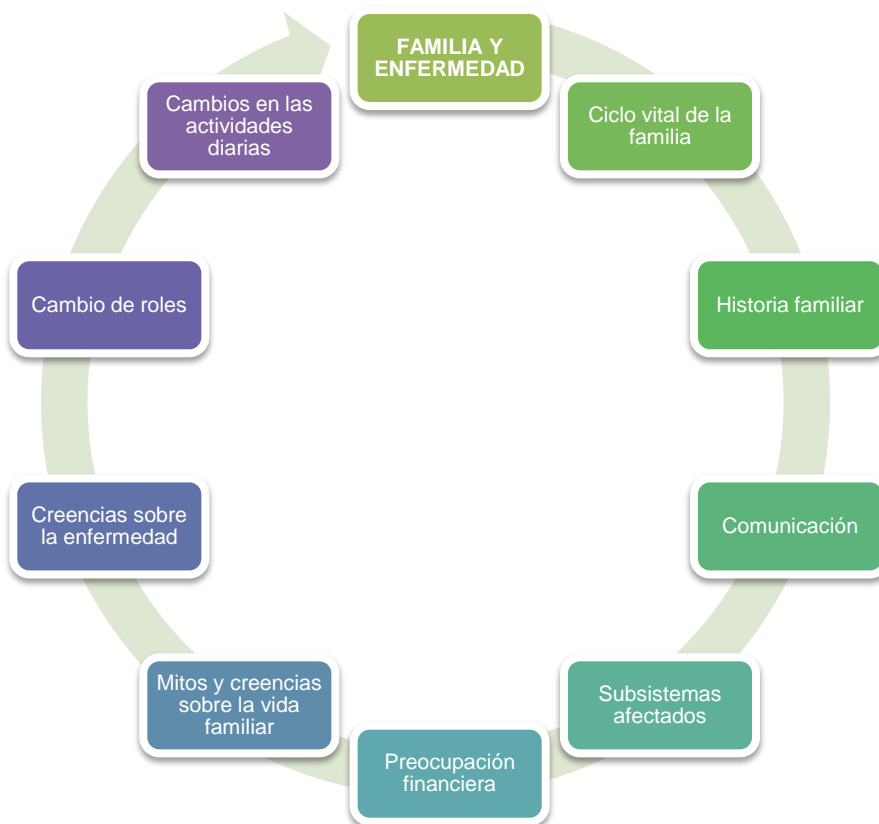 FAMILIA Y
ENFERMEDAD
Ciclo vital de la
familia
Historia familiar
Comunicación
Subsistemas
afectados
Preocupación
financiera
Mitos y creencias
sobre la vida
familiar
Creencias sobre
la enfermedad
Cambio de roles
Cambios en las
actividades
diarias